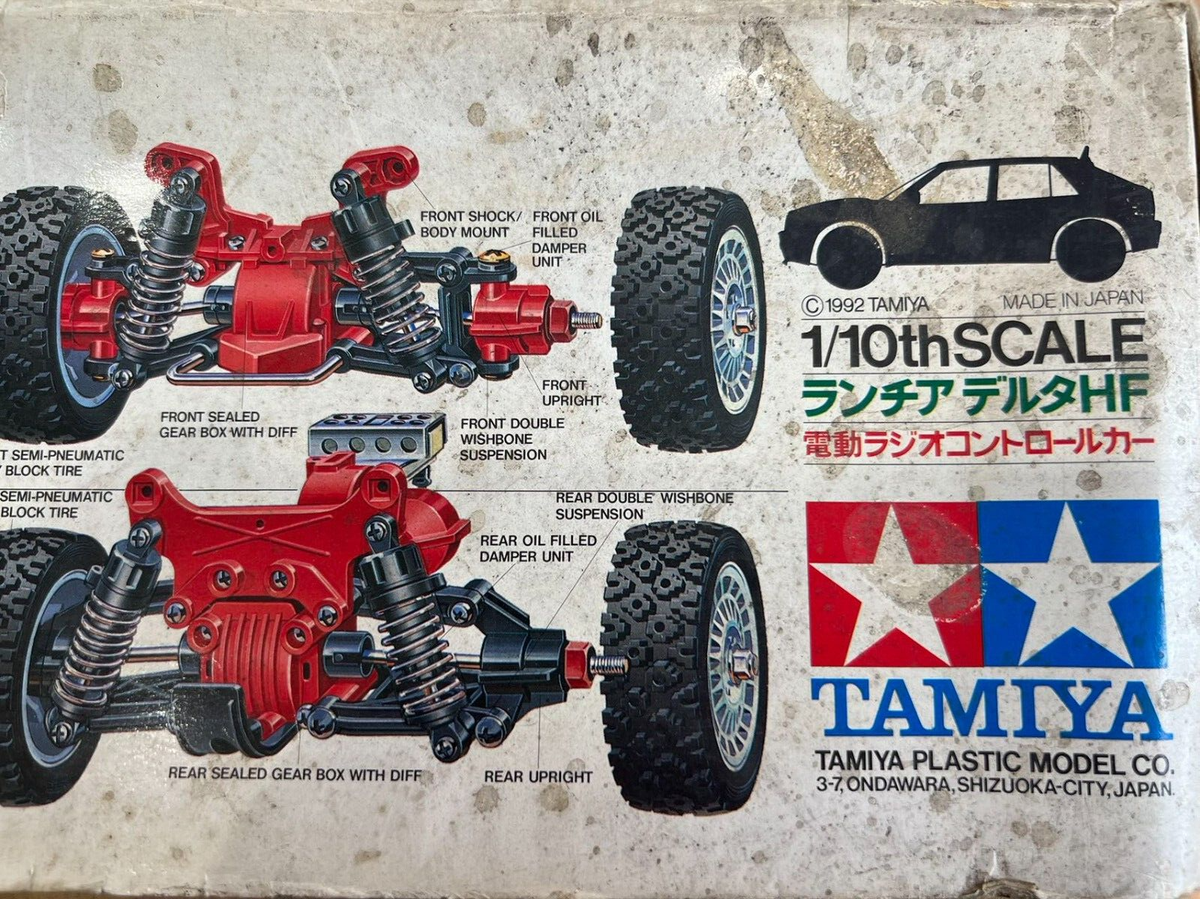 FRONT SHOCK/
BODY MOUNT
FRONT OIL
FILLED
DAMPER
UNIT
FRONT
UPRIGHT
FRONT SEALED
GEAR BOX WITH DIFF
FRONT DOUBLE
WISHBONE
SUSPENSION
SEMI-PNEUMATIC
BLOCK TIRE
SEMI-PNEUMATIC
BLOCK TIRE
REAR DOUBLE WISHBONE
SUSPENSION
REAR OIL FILLED
DAMPER UNIT
REAR SEALED GEAR BOX WITH DIFF
REAR UPRIGHT
©1992 TAMIYA
MADE IN JAPAN
1/10th SCALE
ランチア デルタHF
電動ラジオコントロールカー
TAMIYA
TAMIYA PLASTIC MODEL CO.
3-7, ONDAWARA, SHIZUOKA-CITY, JAPAN.